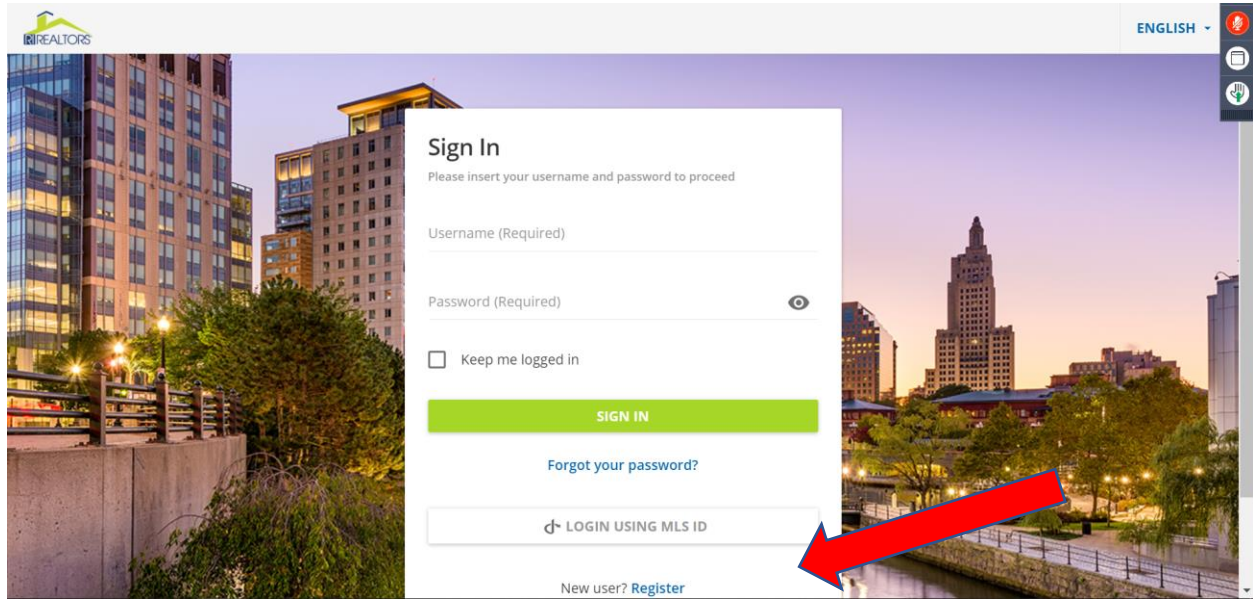 RIREALTORS
ENGLISH
Sign In
Please insert your username and password to proceed
Username (Required)
Password (Required)
Keep me logged in
SIGN IN
Forgot your password?
LOGIN USING MLS ID
New user? Register